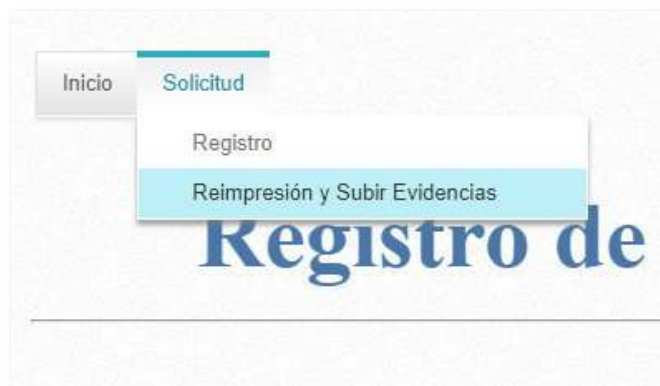 Inicio Solicitud
Registro
Reimpresión y Subir Evidencias
Registro de